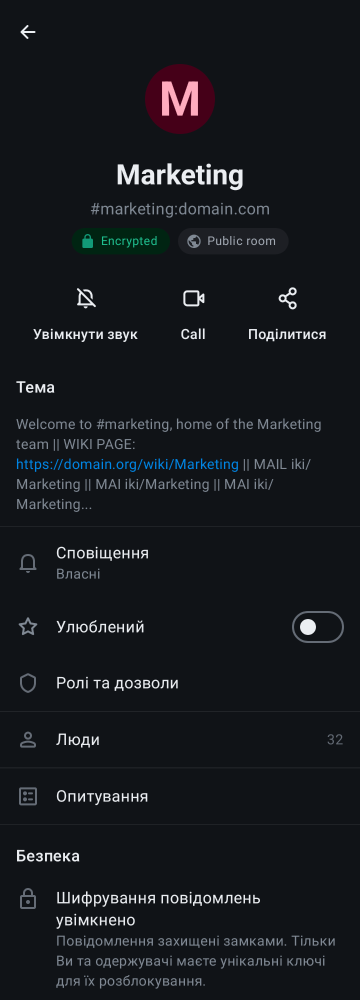 M
Marketing
#marketing:domain.com
Encrypted
Public room
Увімкнути звук
Call
Поділитися
Тема
Welcome to #marketing, home of the Marketing
team || WIKI PAGE:
https://domain.org/wiki/Marketing || MAIL iki/
Marketing || MAI iki/Marketing || MAI iki/
Marketing...
Сповіщення
Власні
Улюблений
Ролі та дозволи
Люди 32
Опитування
Безпека
Шифрування повідомлень
увімкнено
Повідомлення захищені замками. Тільки
Ви та одержувачі маєте унікальні ключі
для їх розблокування.